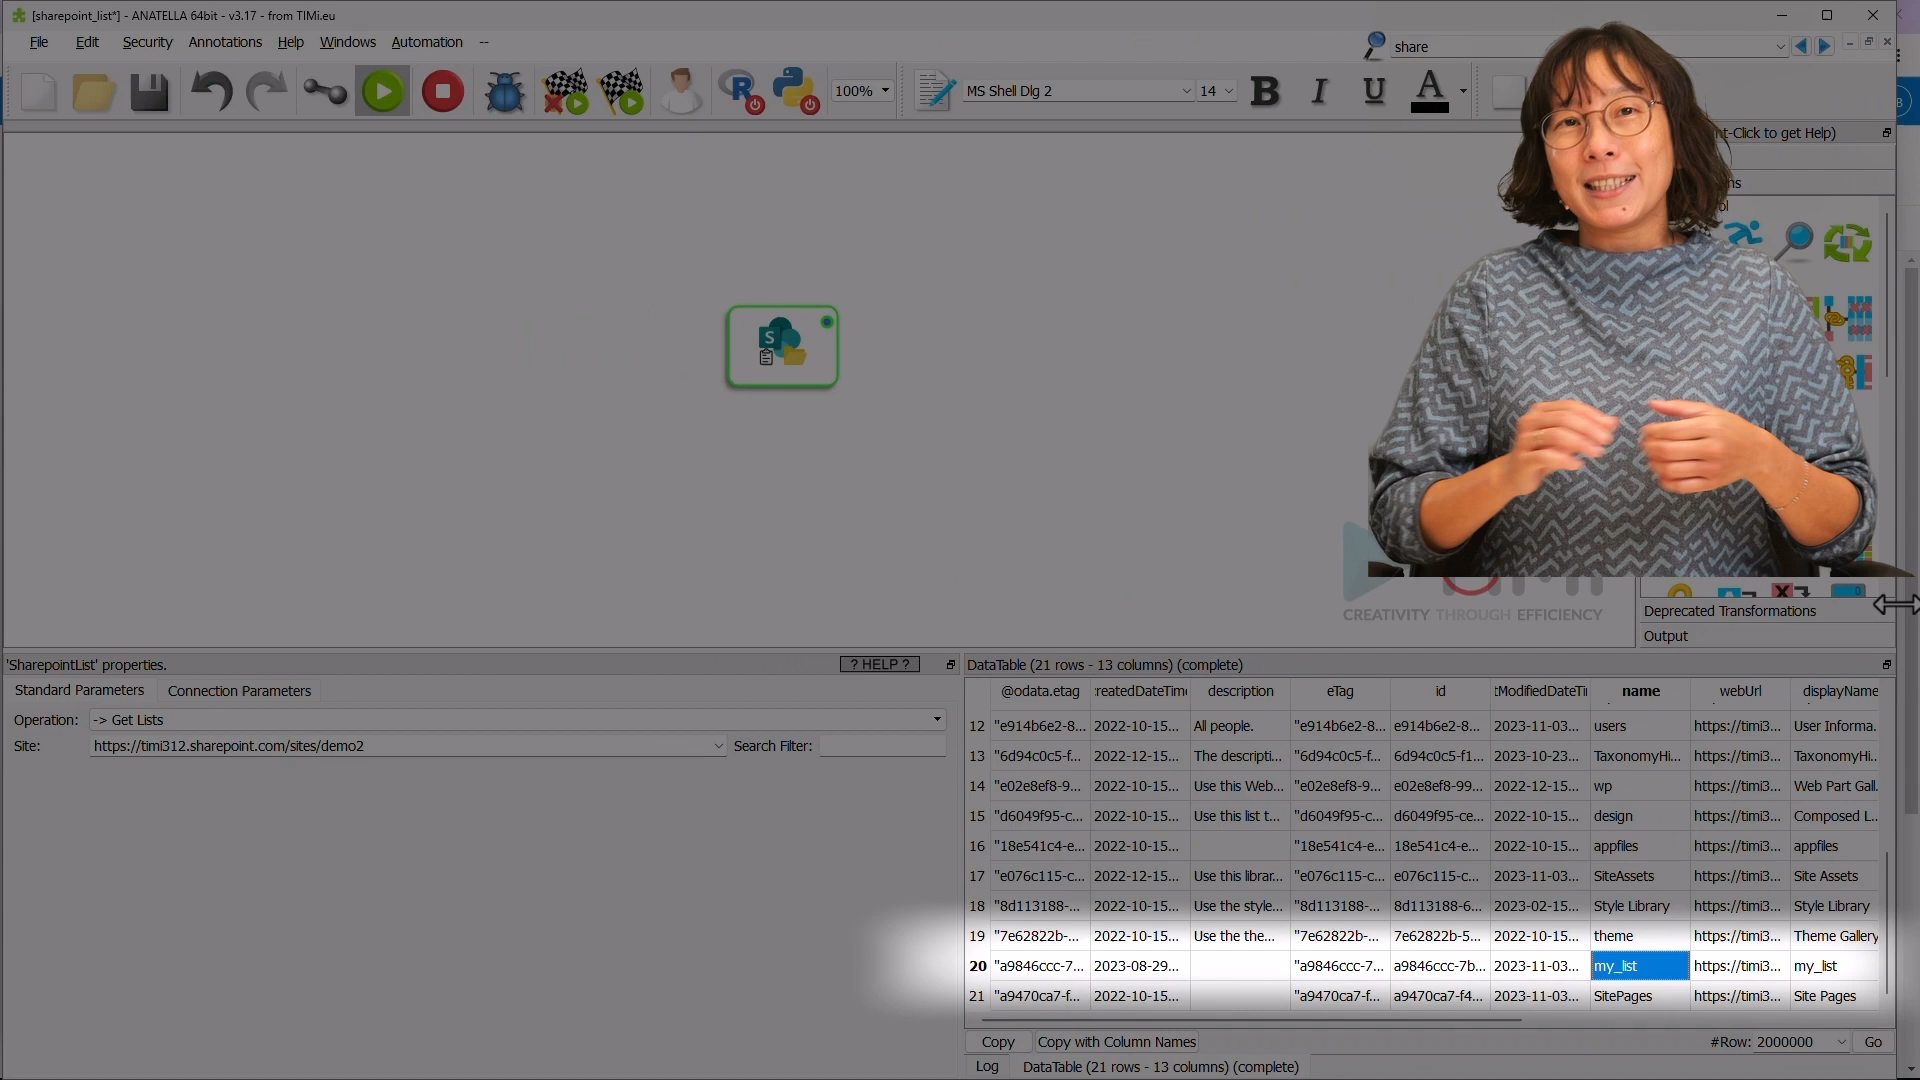 [sharepoint_list*] - ANATELLA 64bit - v3.17 - from TIMi.eu
File Edit Security Annotations Help Windows Automation --
share
100% MS Shell Dlg 2 14 B I U A
t-Click to get Help)
CREATIVITY THROUGH EFFICIENCY
Deprecated Transformations
Output
'SharepointList' properties. ? HELP ?
Standard Parameters Connection Parameters
Operation: -> Get Lists
Site: https://timi312.sharepoint.com/sites/demo2 Search Filter:
DataTable (21 rows - 13 columns) (complete)
@odata.etag :reatedDateTime description eTag id :tModifiedDateTi name webUrl displayName
12 "e914b6e2-8... 2022-10-15... All people. "e914b6e2-8... e914b6e2-8... 2023-11-03... users https://timi3... User Informa...
13 "6d94c0c5-f... 2022-12-15... The descripti... "6d94c0c5-f... 6d94c0c5-f1... 2023-10-23... TaxonomyHi... https://timi3... TaxonomyHi...
14 "e02e8ef8-9... 2022-10-15... Use this Web... "e02e8ef8-9... e02e8ef8-99... 2022-12-15... wp https://timi3... Web Part Gall...
15 "d6049f95-c... 2022-10-15... Use this list t... "d6049f95-c... d6049f95-ce... 2022-10-15... design https://timi3... Composed L...
16 "18e541c4-e... 2022-10-15... "18e541c4-e... 18e541c4-e... 2022-10-15... appfiles https://timi3... appfiles
17 "e076c115-c... 2022-12-15... Use this librar... "e076c115-c... e076c115-c... 2023-11-03... SiteAssets https://timi3... Site Assets
18 "8d113188-... 2022-10-15... Use the style... "8d113188-... 8d113188-6... 2023-02-15... Style Library https://timi3... Style Library
19 "7e62822b-... 2022-10-15... Use the the... "7e62822b-... 7e62822b-5... 2022-10-15... theme https://timi3... Theme Gallery
20 "a9846ccc-7... 2023-08-29... "a9846ccc-7... a9846ccc-7b... 2023-11-03... my_list https://timi3... my_list
21 "a9470ca7-f... 2022-10-15... "a9470ca7-f... a9470ca7-f4... 2023-11-03... SitePages https://timi3... Site Pages
Copy Copy with Column Names #Row: 2000000 Go
Log DataTable (21 rows - 13 columns) (complete)